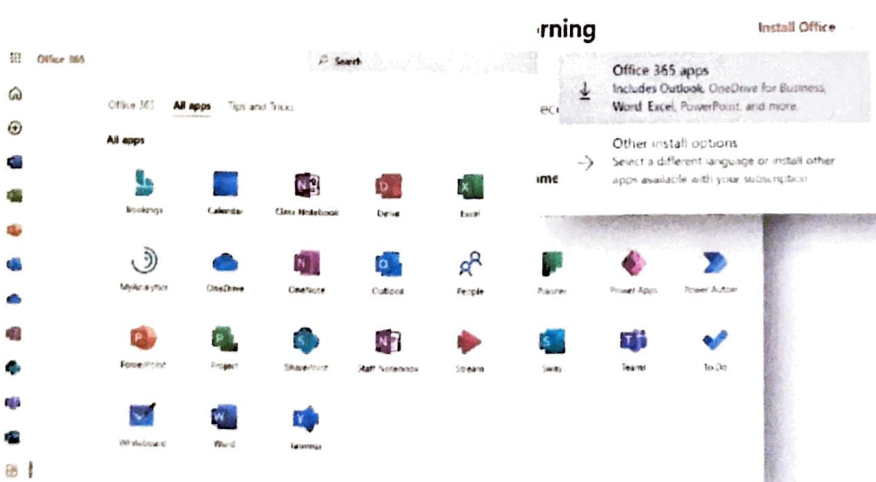 Office 365
Search
Office 365 All apps Tips and Tricks
All apps
Bookings Calendar Class Notebook Delve Excel
MyAnalytics OneDrive OneNote Outlook People Planner Power Apps Power Autom
PowerPoint Project SharePoint Staff Notebook Stream Sway Teams To Do
Whiteboard Word Yammer
rning
Install Office
Office 365 apps
Includes Outlook, OneDrive for Business,
Word, Excel, PowerPoint, and more.
Other install options
Select a different language or install other
apps available with your subscription